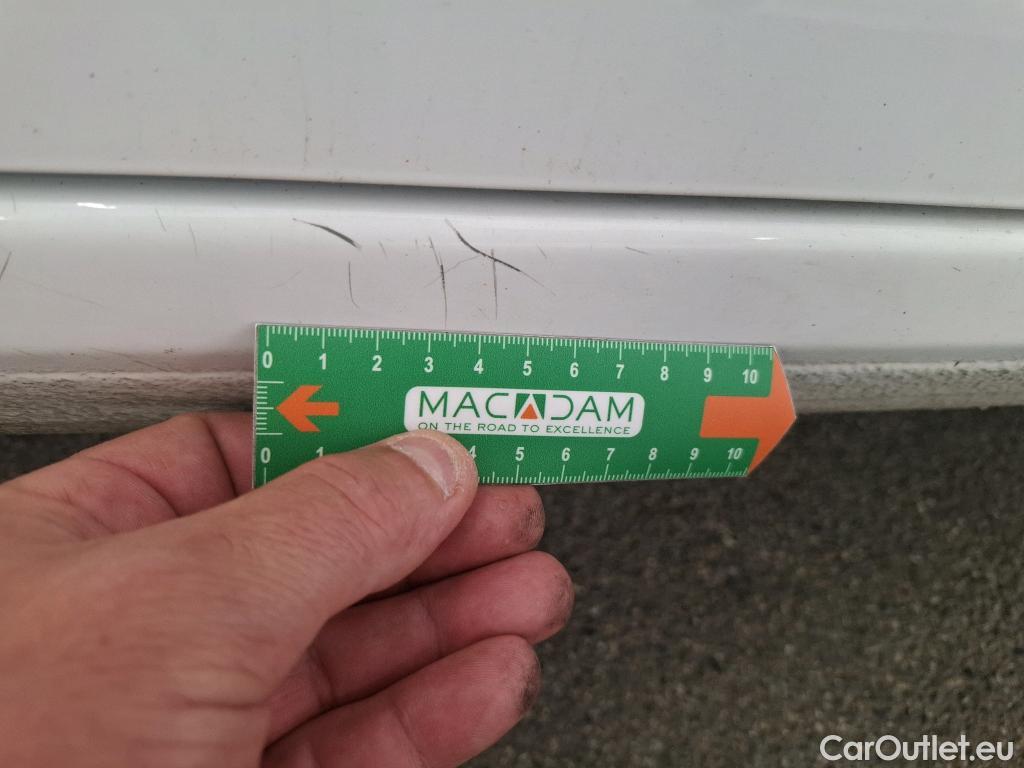 0 1 2 3 4 5 6 7 8 9 10
MACADAM
ON THE ROAD TO EXCELLENCE
0 1 4 5 6 7 8 9 10
CarOutlet.eu